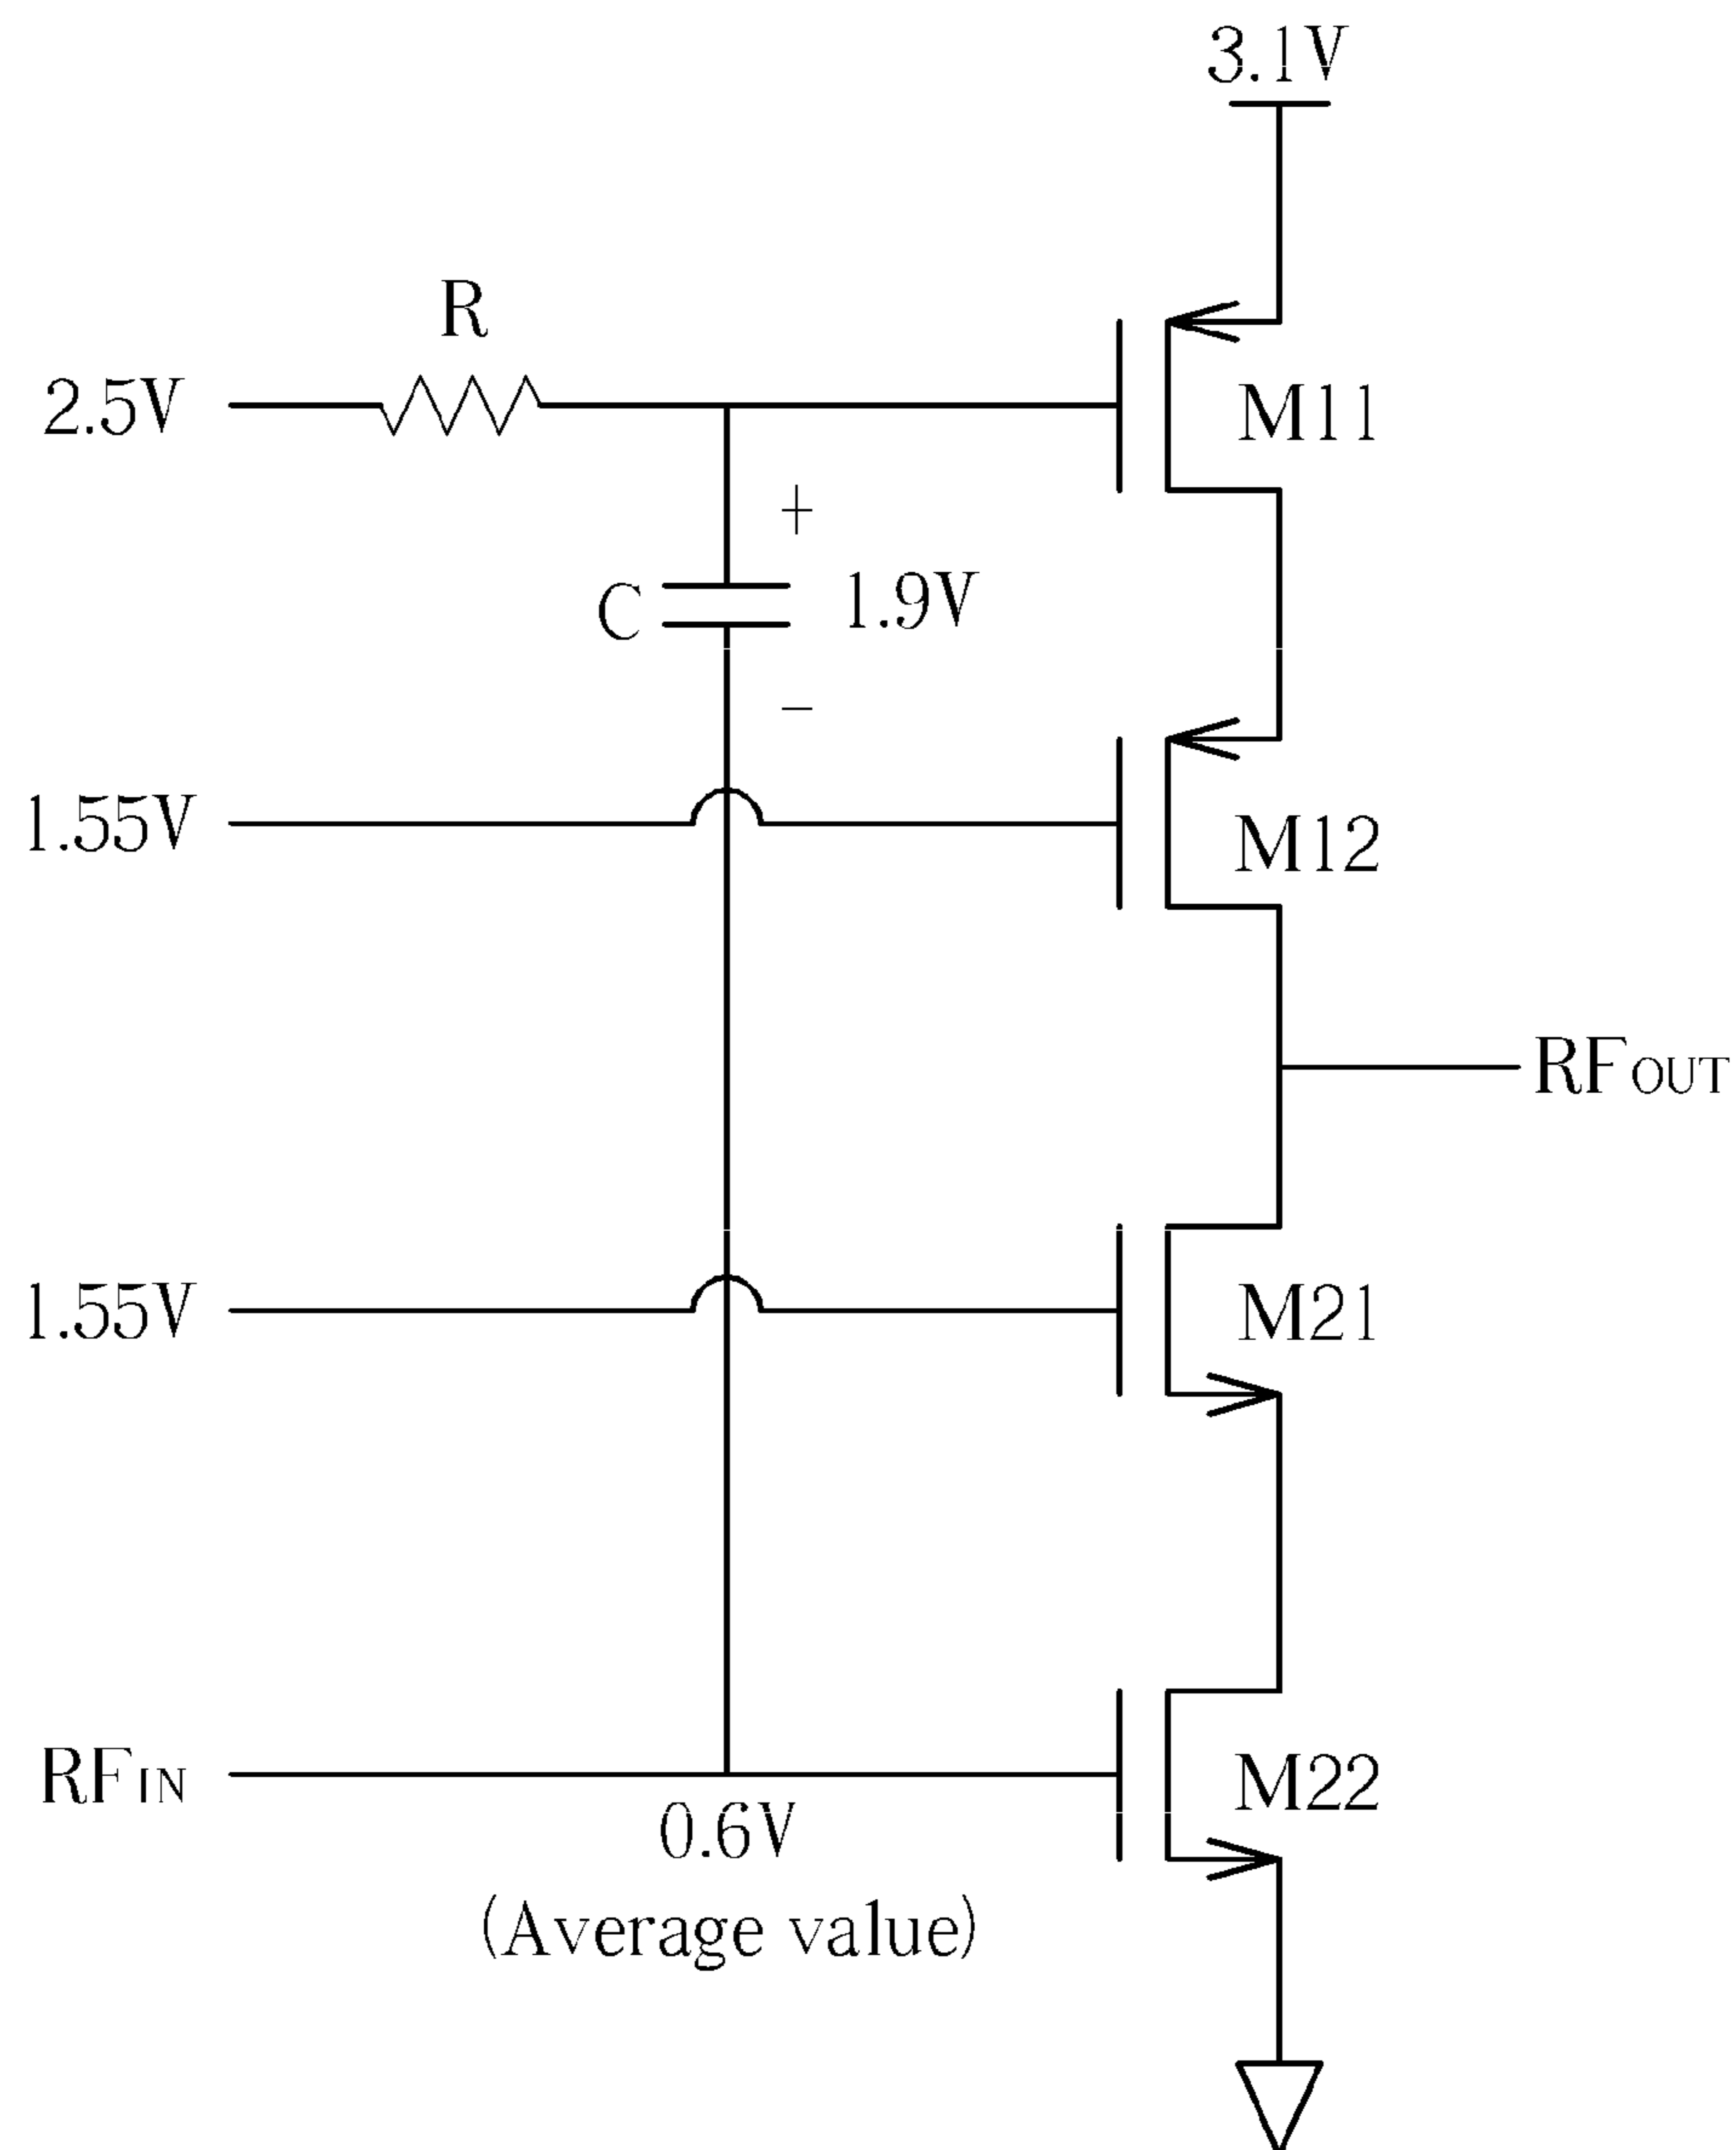 3.1V
R
2.5V
M11
+
C
1.9V
−
1.55V
M12
RFOUT
1.55V
M21
RFIN
M22
0.6V
(Average value)